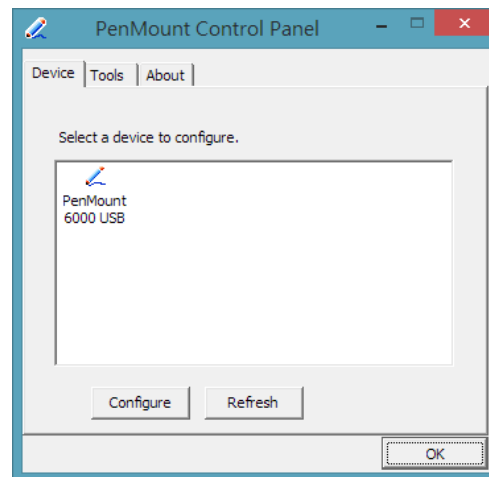 PenMount Control Panel
Device Tools About
Select a device to configure.
PenMount
6000 USB
Configure Refresh
OK